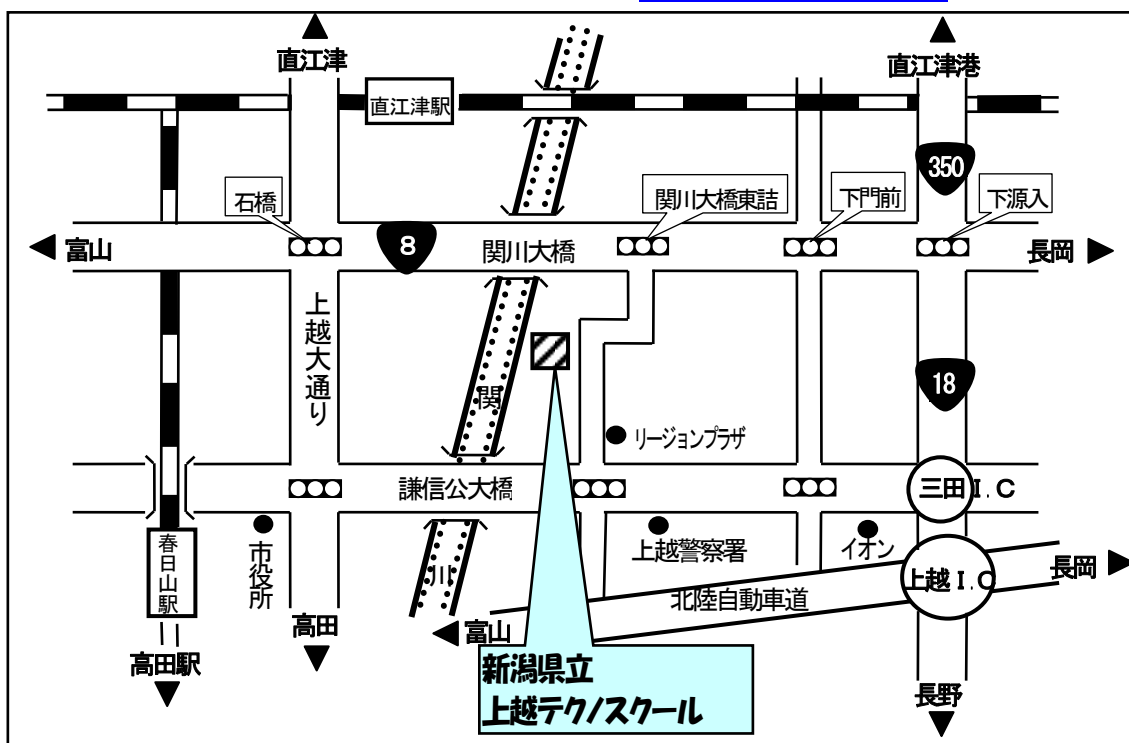 直江津
直江津港
直江津駅
350
石橋
関川大橋東詰
下門前
下源入
富山
8
関川大橋
長岡
上越大通り
関
18
リージョンプラザ
謙信公大橋
三田I.C
春日山駅
市役所
川
上越警察署
イオン
上越I.C
長岡
北陸自動車道
高田
富山
高田駅
新潟県立
上越テクノスクール
長野